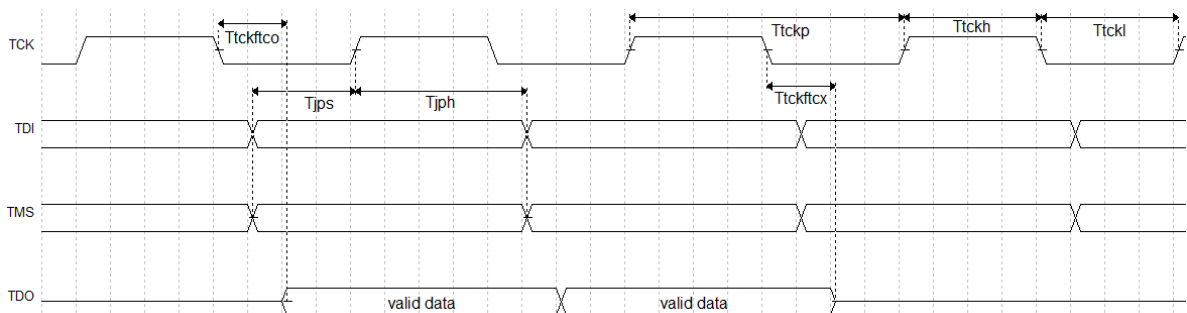 Ttckftco
Ttckp
Ttckh
Ttckl
TCK
Tjps
Tjph
Ttckftcx
TDI
TMS
TDO
valid data
valid data